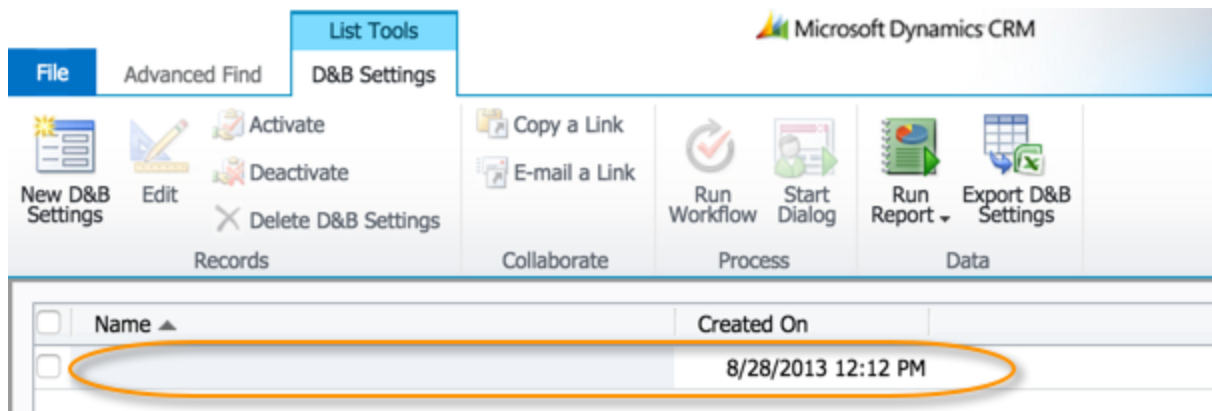 List Tools
Microsoft Dynamics CRM
File Advanced Find D&B Settings
New D&B Settings
Edit
Activate
Deactivate
Delete D&B Settings
Records
Copy a Link
E-mail a Link
Collaborate
Run Workflow
Start Dialog
Process
Run Report
Export D&B Settings
Data
Name Created On
8/28/2013 12:12 PM